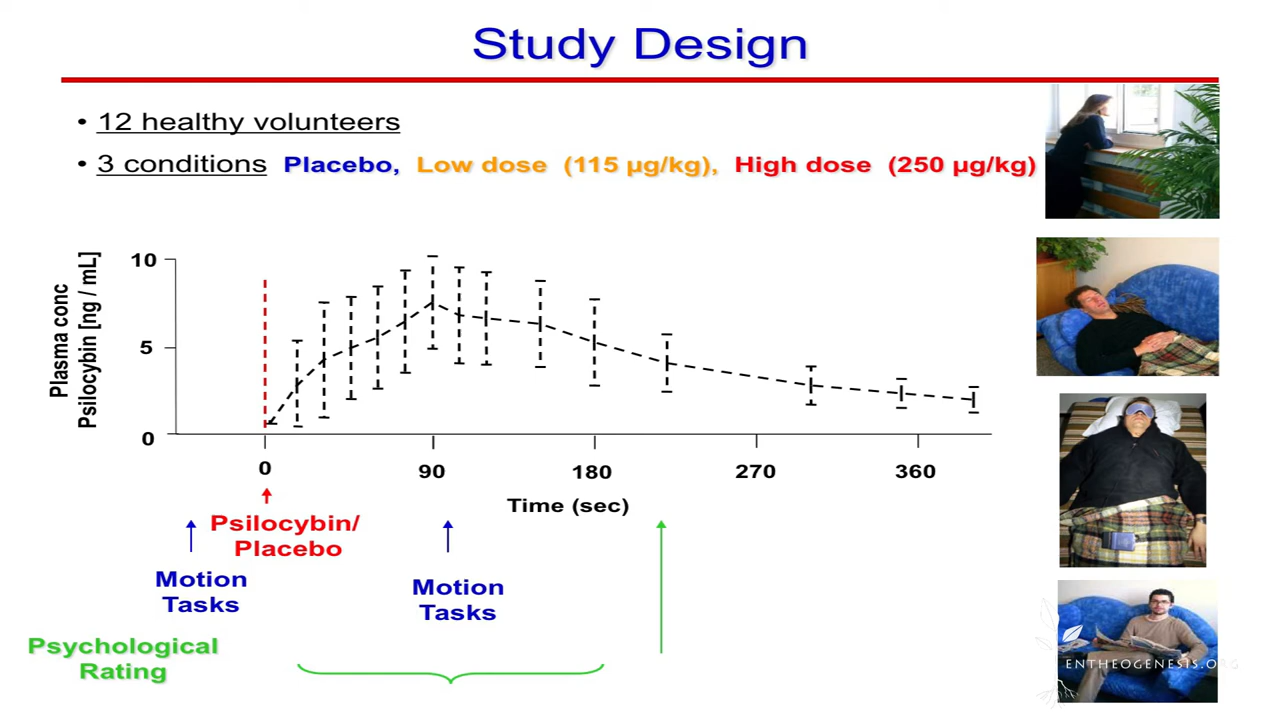 Study Design
• 12 healthy volunteers
• 3 conditions Placebo, Low dose (115 µg/kg), High dose (250 µg/kg)
Plasma conc
Psilocybin [ng / mL]
10
5
0
0 90 180 270 360
Time (sec)
Psilocybin/
Placebo
Motion
Tasks
Motion
Tasks
Psychological
Rating
ENTHEOGENESIS.ORG